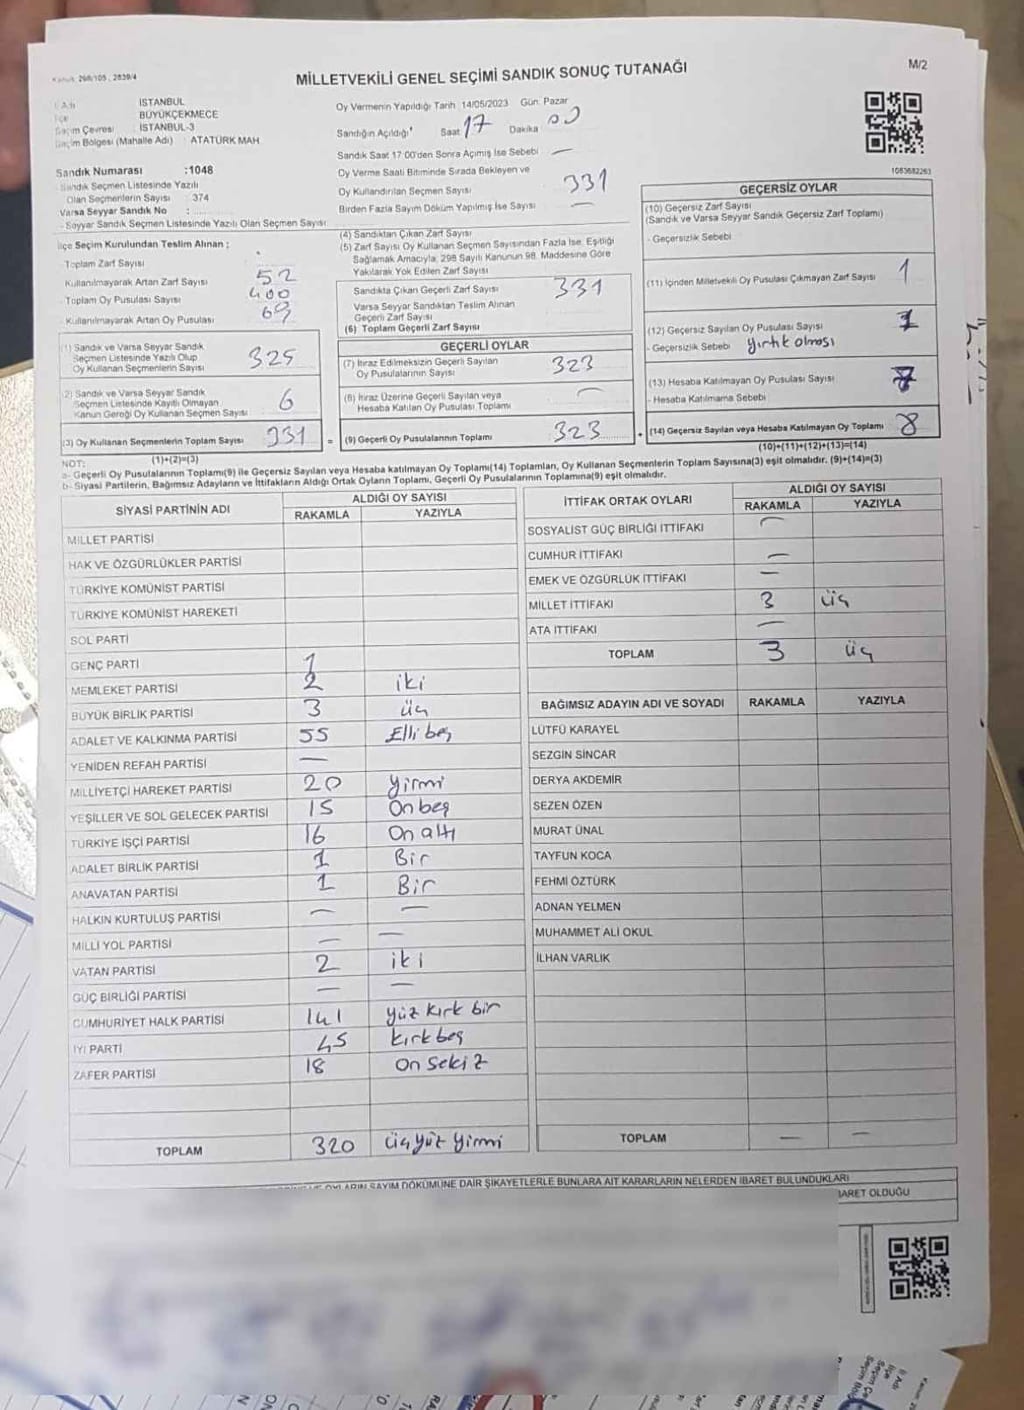 Kanun: 298/105, 2839/4
MİLLETVEKİLİ GENEL SEÇİMİ SANDIK SONUÇ TUTANAĞI
M/2
İl Adı : İSTANBUL
İlçe : BÜYÜKÇEKMECE
Seçim Çevresi : İSTANBUL-3
Seçim Bölgesi (Mahalle Adı) : ATATÜRK MAH
Sandık Numarası :1048
Sandık Seçmen Listesinde Yazılı
Olan Seçmenlerin Sayısı : 374
Varsa Seyyar Sandık No :
Seyyar Sandık Seçmen Listesinde Yazılı Olan Seçmen Sayısı
Oy Vermenin Yapıldığı Tarih 14/05/2023 Gün: Pazar
Sandığın Açıldığı Saat 17 Dakika 00
Sandık Saat 17:00'den Sonra Açımış İse Sebebi —
Oy Verme Saati Bitiminde Sırada Bekleyen ve
Oy Kullandırılan Seçmen Sayısı 331
Birden Fazla Sayım Döküm Yapılmış İse Sayısı —
1083682263
İlçe Seçim Kurulundan Teslim Alınan ;
Toplam Zarf Sayısı
Kullanılmayarak Artan Zarf Sayısı 52
Toplam Oy Pusulası Sayısı 400
Kullanılmayarak Artan Oy Pusulası 69
(4) Sandıktan Çıkan Zarf Sayısı
(5) Zarf Sayısı Oy Kullanan Seçmen Sayısından Fazla İse, Eşitliği
Sağlamak Amacıyla, 298 Sayılı Kanunun 98. Maddesine Göre
Yakılarak Yok Edilen Zarf Sayısı
Sandıkta Çıkan Geçerli Zarf Sayısı 331
Varsa Seyyar Sandıktan Teslim Alınan
Geçerli Zarf Sayısı
(6) Toplam Geçerli Zarf Sayısı
GEÇERSİZ OYLAR
(10) Geçersiz Zarf Sayısı
(Sandık ve Varsa Seyyar Sandık Geçersiz Zarf Toplamı)
- Geçersizlik Sebebi
(11) İçinden Milletvekili Oy Pusulası Çıkmayan Zarf Sayısı 1
(12) Geçersiz Sayılan Oy Pusulası Sayısı
- Geçersizlik Sebebi yırtık olması
(13) Hesaba Katılmayan Oy Pusulası Sayısı
- Hesaba Katılmama Sebebi
(14) Geçersiz Sayılan veya Hesaba Katılmayan Oy Toplamı 8
(10)+(11)+(12)+(13)=(14)
(1) Sandık ve Varsa Seyyar Sandık
Seçmen Listesinde Yazılı Olup
Oy Kullanan Seçmenlerin Sayısı 325
(2) Sandık ve Varsa Seyyar Sandık
Seçmen Listesinde Kayıtlı Olmayan
Kanun Gereği Oy Kullanan Seçmen Sayısı 6
(3) Oy Kullanan Seçmenlerin Toplam Sayısı 331 =
(1)+(2)=(3)
GEÇERLİ OYLAR
(7) İtiraz Edilmeksizin Geçerli Sayılan
Oy Pusulalarının Sayısı 323
(8) İtiraz Üzerine Geçerli Sayılan veya
Hesaba Katılan Oy Pusulası Toplamı —
(9) Geçerli Oy Pusulalarının Toplamı 323 +
NOT:
a- Geçerli Oy Pusulalarının Toplamı(9) ile Geçersiz Sayılan veya Hesaba katılmayan Oy Toplamı(14) Toplamları, Oy Kullanan Seçmenlerin Toplam Sayısına(3) eşit olmalıdır. (9)+(14)=(3)
b- Siyasi Partilerin, Bağımsız Adayların ve İttifakların Aldığı Ortak Oyların Toplamı, Geçerli Oy Pusulalarının Toplamına(9) eşit olmalıdır.
SİYASİ PARTİNİN ADI ALDIĞI OY SAYISI
RAKAMLA YAZIYLA
MİLLET PARTİSİ
HAK VE ÖZGÜRLÜKLER PARTİSİ
TÜRKİYE KOMÜNİST PARTİSİ
TÜRKİYE KOMÜNİST HAREKETİ
SOL PARTİ
GENÇ PARTİ 1
MEMLEKET PARTİSİ 2 iki
BÜYÜK BİRLİK PARTİSİ 3 üç
ADALET VE KALKINMA PARTİSİ 55 Elli beş
YENİDEN REFAH PARTİSİ —
MİLLİYETÇİ HAREKET PARTİSİ 20 yirmi
YEŞİLLER VE SOL GELECEK PARTİSİ 15 On beş
TÜRKİYE İŞÇİ PARTİSİ 16 On altı
ADALET BİRLİK PARTİSİ 1 Bir
ANAVATAN PARTİSİ 1 Bir
HALKIN KURTULUŞ PARTİSİ — —
MİLLİ YOL PARTİSİ — —
VATAN PARTİSİ 2 iki
GÜÇ BİRLİĞİ PARTİSİ — —
CUMHURİYET HALK PARTİSİ 141 yüz kırk bir
İYİ PARTİ 45 kırk beş
ZAFER PARTİSİ 18 On sekiz
TOPLAM 320 üçyüz yirmi
İTTİFAK ORTAK OYLARI ALDIĞI OY SAYISI
RAKAMLA YAZIYLA
SOSYALİST GÜÇ BİRLİĞİ İTTİFAKI —
CUMHUR İTTİFAKI —
EMEK VE ÖZGÜRLÜK İTTİFAKI —
MİLLET İTTİFAKI 3 üç
ATA İTTİFAKI —
TOPLAM 3 üç
BAĞIMSIZ ADAYIN ADI VE SOYADI RAKAMLA YAZIYLA
LÜTFÜ KARAYEL
SEZGİN SİNCAR
DERYA AKDEMİR
SEZEN ÖZEN
MURAT ÜNAL
TAYFUN KOCA
FEHMİ ÖZTÜRK
ADNAN YELMEN
MUHAMMET ALİ OKUL
İLHAN VARLIK
TOPLAM — —
OYLARIN SAYIM DÖKÜMÜNE DAİR ŞİKAYETLERLE BUNLARA AİT KARARLARIN NELERDEN İBARET BULUNDUKLARI
İBARET OLDUĞU
İl Adı
İlçe